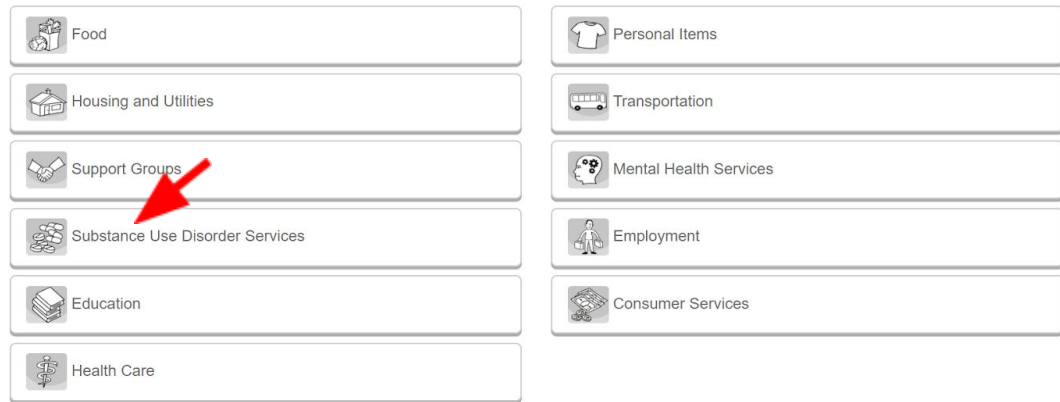 Food
Housing and Utilities
Support Groups
Substance Use Disorder Services
Education
Health Care
Personal Items
Transportation
Mental Health Services
Employment
Consumer Services